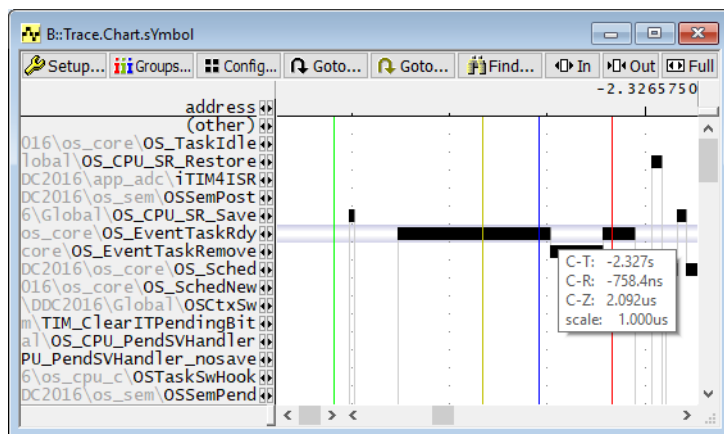 B::Trace.Chart.sYmbol
Setup... Groups... Config... Goto... Goto... Find... In Out Full
-2.3265750
address
(other)
016\os_core\OS_TaskIdle
lobal\OS_CPU_SR_Restore
DC2016\app_adc\iTIM4ISR
DC2016\os_sem\OSSemPost
6\Global\OS_CPU_SR_Save
os_core\OS_EventTaskRdy
core\OS_EventTaskRemove
DC2016\os_core\OS_Sched
016\os_core\OS_SchedNew
\DDC2016\Global\OSCtxSw
m\TIM_ClearITPendingBit
al\OS_CPU_PendSVHandler
PU_PendSVHandler_nosave
6\os_cpu_c\OSTaskSwHook
DC2016\os_sem\OSSemPend
C-T: -2.327s
C-R: -758.4ns
C-Z: 2.092us
scale: 1.000us